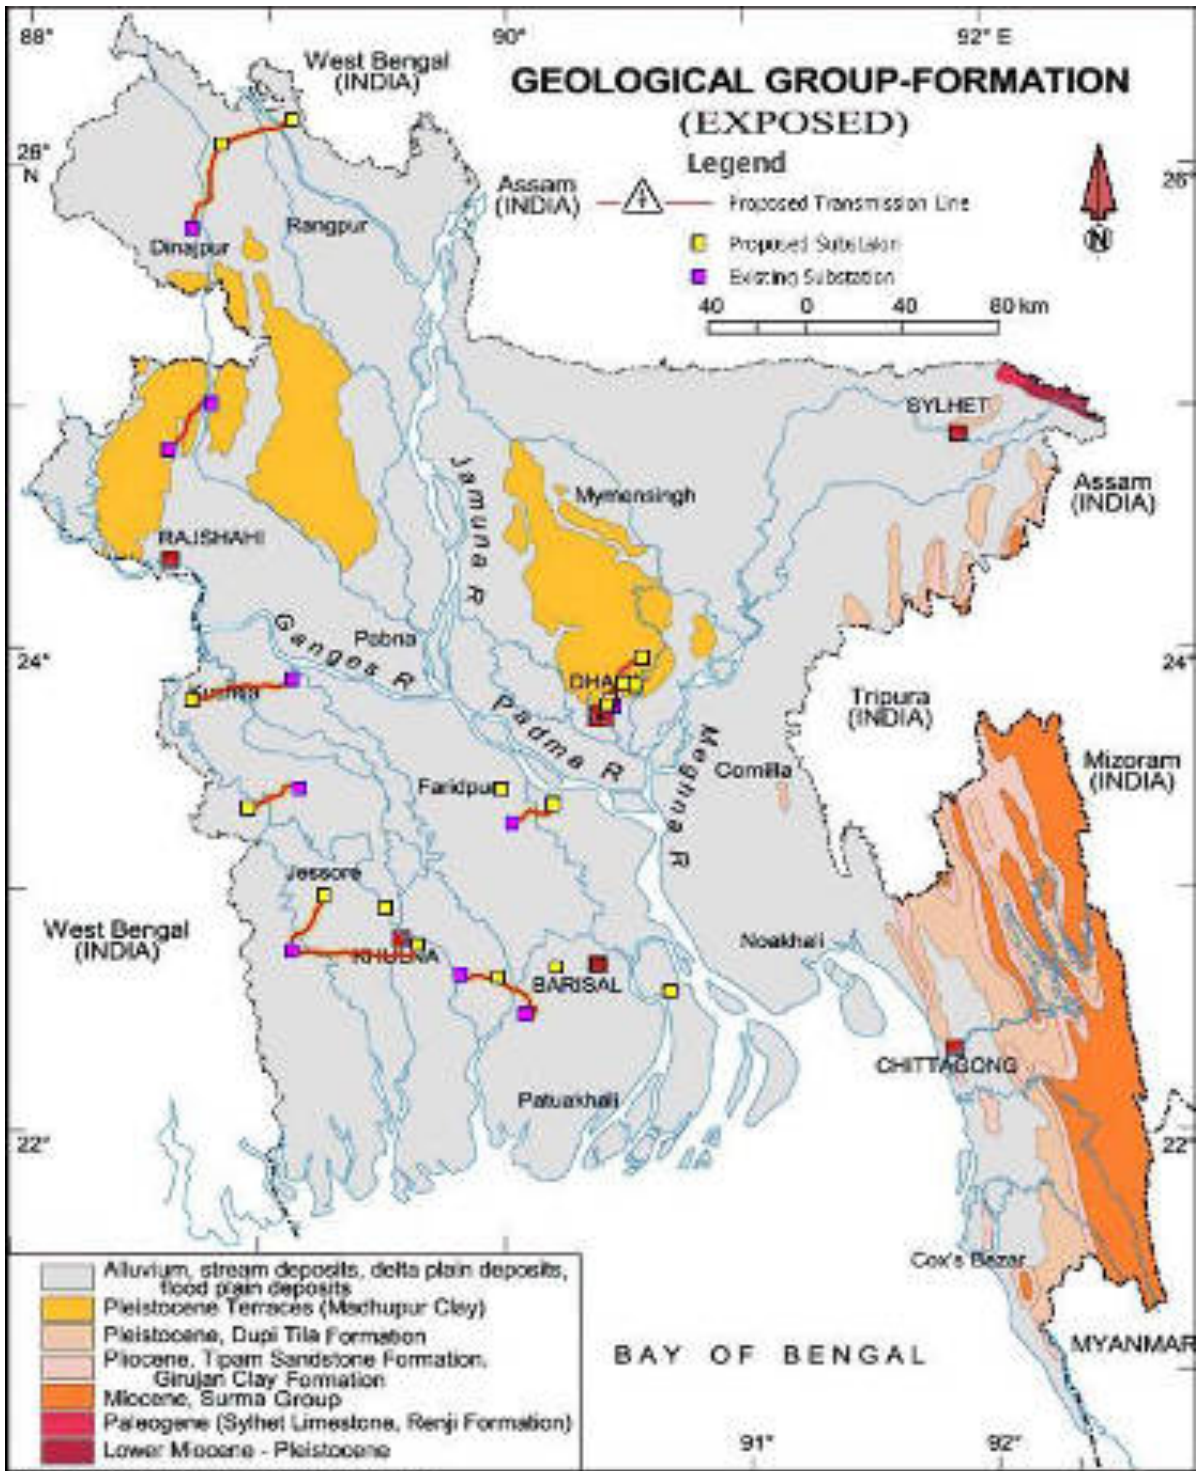 88°
90°
92° E
West Bengal
(INDIA)
GEOLOGICAL GROUP-FORMATION
(EXPOSED)
Legend
26°
N
26°
Assam
(INDIA)
Proposed Transmission Line
Rangpur
Proposed Substaion
Dinajpur
N
Existing Substation
40 0 40 80 km
SYLHET
Jamuna R
Mymensingh
Assam
(INDIA)
RAJSHAHI
Ganges R
Pabna
24°
24°
DHA
Tripura
(INDIA)
Padma R
Meghna R
Mizoram
(INDIA)
Comilla
Faridpu
Jessore
West Bengal
(INDIA)
Noakhali
KHULNA
BARISAL
CHITTAGONG
Patuakhali
22°
22°
Cox's Bazar
Alluvium, stream deposits, delta plain deposits,
flood plain deposits
Pleistocene Terraces (Madhupur Clay)
Pleistocene, Dupi Tila Formation
Pliocene, Tipam Sandstone Formation,
Girujan Clay Formation
Miocene, Surma Group
Paleogene (Sylhet Limestone, Renji Formation)
Lower Miocene - Pleistocene
BAY OF BENGAL
MYANMAR
91°
92°